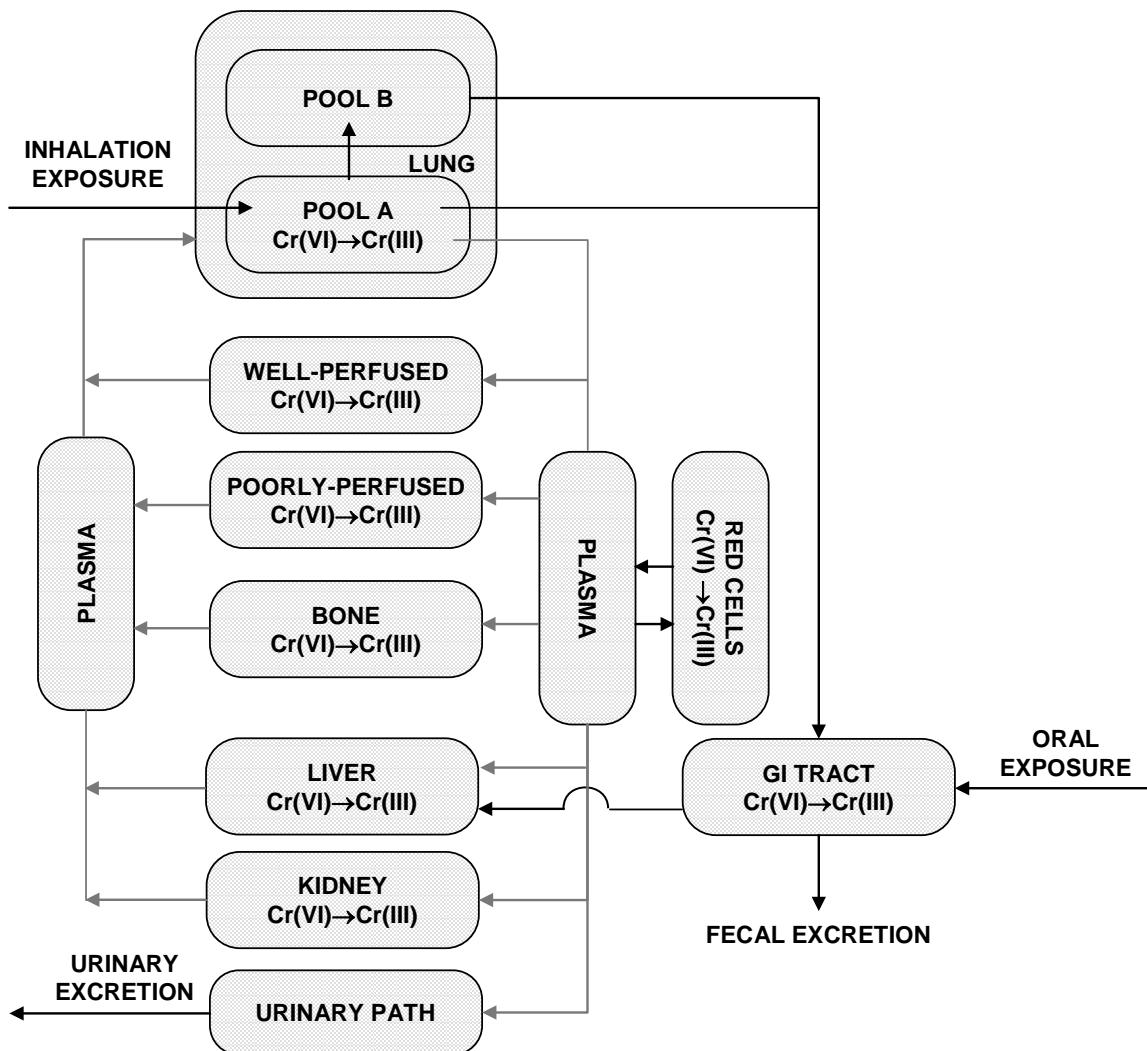 POOL B
INHALATION
EXPOSURE
LUNG
POOL A
Cr(VI)→Cr(III)
WELL-PERFUSED
Cr(VI)→Cr(III)
POORLY-PERFUSED
Cr(VI)→Cr(III)
PLASMA
PLASMA
RED CELLS
Cr(VI)→Cr(III)
BONE
Cr(VI)→Cr(III)
LIVER
Cr(VI)→Cr(III)
GI TRACT
Cr(VI)→Cr(III)
ORAL
EXPOSURE
KIDNEY
Cr(VI)→Cr(III)
FECAL EXCRETION
URINARY
EXCRETION
URINARY PATH